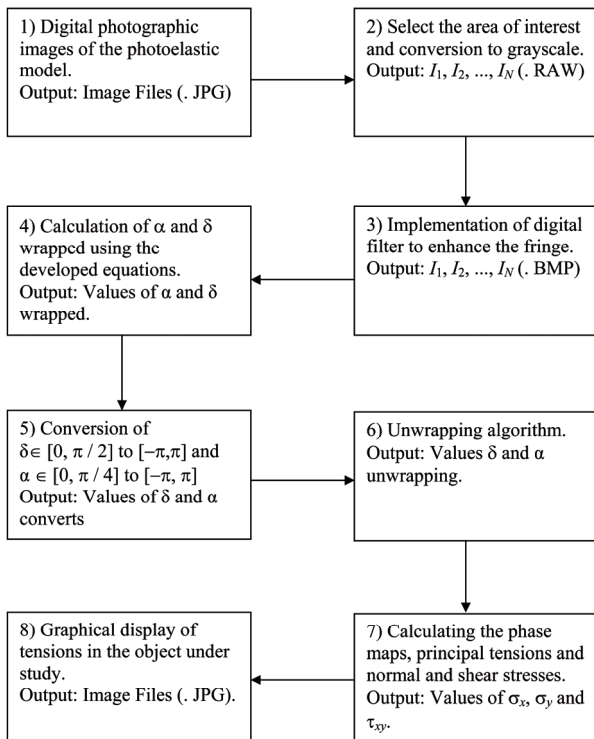 1) Digital photographic
images of the photoelastic
model.
Output: Image Files (. JPG)
2) Select the area of interest
and conversion to grayscale.
Output: I₁, I₂, ..., I_N (. RAW)
3) Implementation of digital
filter to enhance the fringe.
Output: I₁, I₂, ..., I_N (. BMP)
4) Calculation of α and δ
wrapped using the
developed equations.
Output: Values of α and δ
wrapped.
5) Conversion of
δ∈ [0, π / 2] to [−π,π] and
α ∈ [0, π / 4] to [−π, π]
Output: Values of δ and α
converts
6) Unwrapping algorithm.
Output: Values δ and α
unwrapping.
7) Calculating the phase
maps, principal tensions and
normal and shear stresses.
Output: Values of σₓ, σ_y and
τ_xy.
8) Graphical display of
tensions in the object under
study.
Output: Image Files (. JPG).